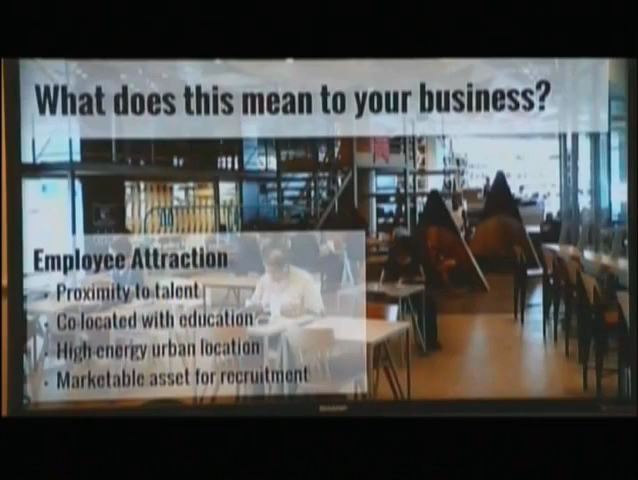 What does this mean to your business?
Employee Attraction
· Proximity to talent
· Co-located with education
· High-energy urban location
· Marketable asset for recruitment
SHARP